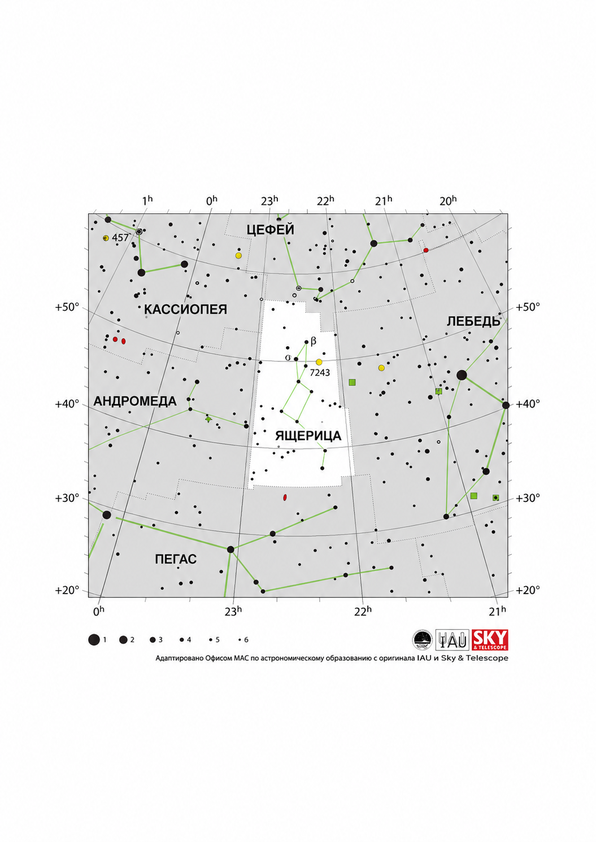 1h 0h 23h 22h 21h 20h
ЦЕФЕЙ
457
+50° +50°
КАССИОПЕЯ
ЛЕБЕДЬ
β
α
7243
+40° +40°
АНДРОМЕДА
ЯЩЕРИЦА
+30° +30°
ПЕГАС
+20° +20°
0h 23h 22h 21h
1 2 3 4 5 6
IAU SKY
& TELESCOPE
Адаптировано Офисом МАС по астрономическому образованию с оригинала IAU и Sky & Telescope